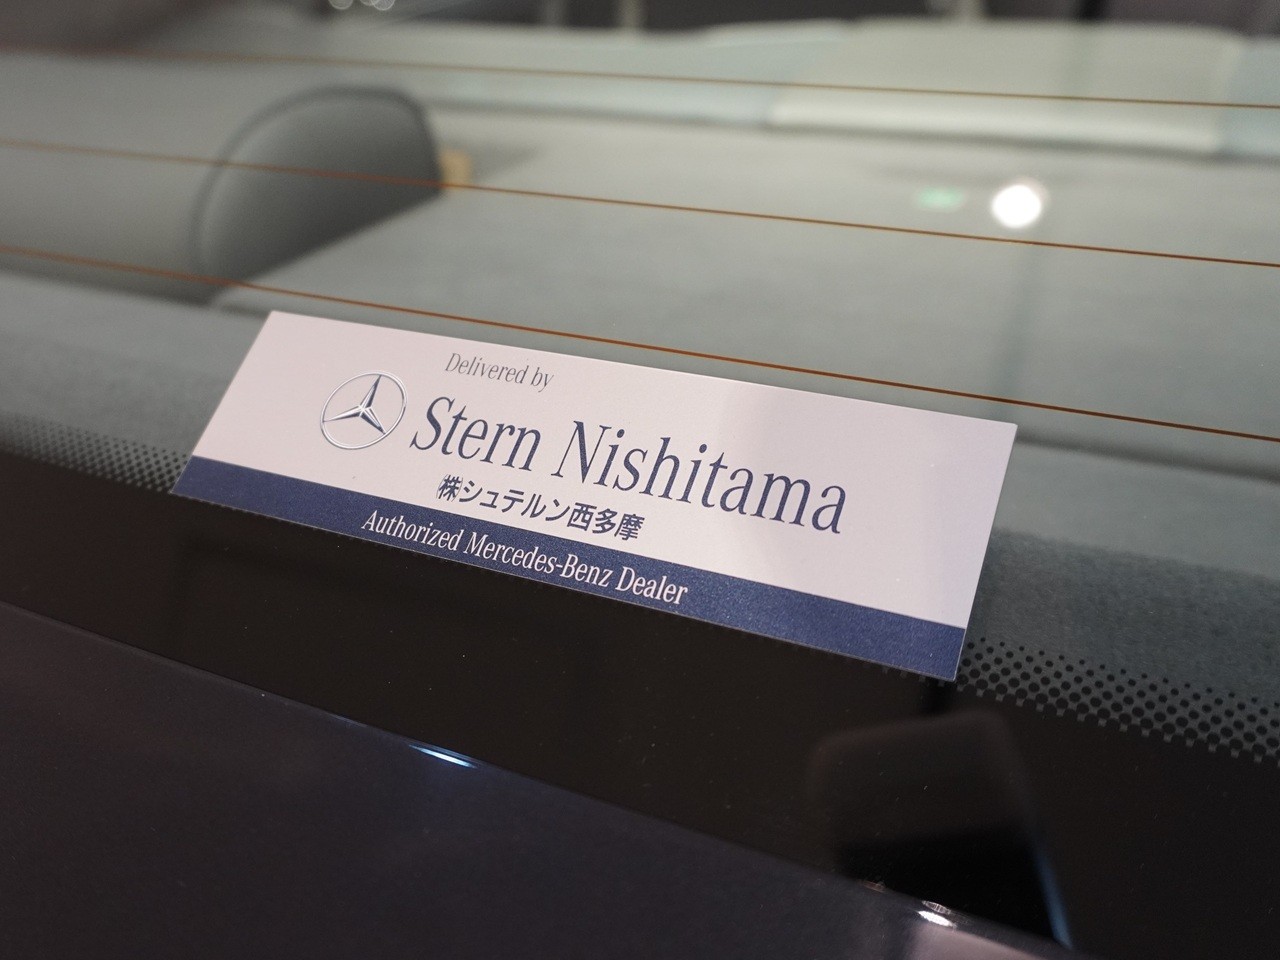 Delivered by
Stern Nishitama
㈱シュテルン西多摩
Authorized Mercedes-Benz Dealer